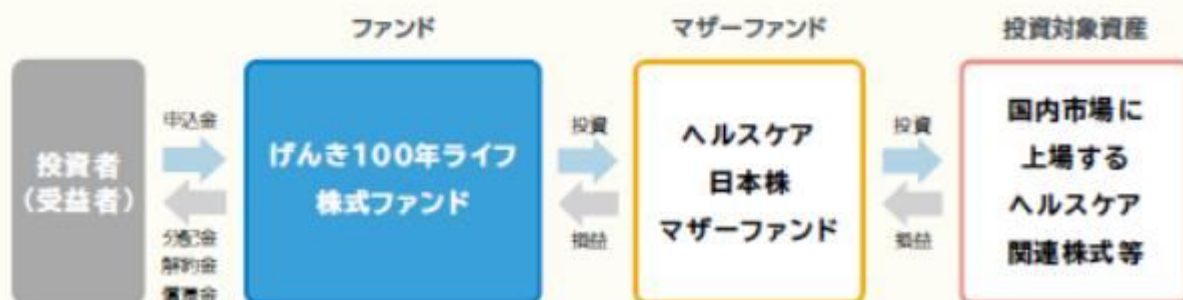 ファンド
マザーファンド
投資対象資産
投資者
(受益者)
申込金
分配金
解約金
償還金
げんき100年ライフ
株式ファンド
投資
損益
ヘルスケア
日本株
マザーファンド
投資
損益
国内市場に
上場する
ヘルスケア
関連株式等